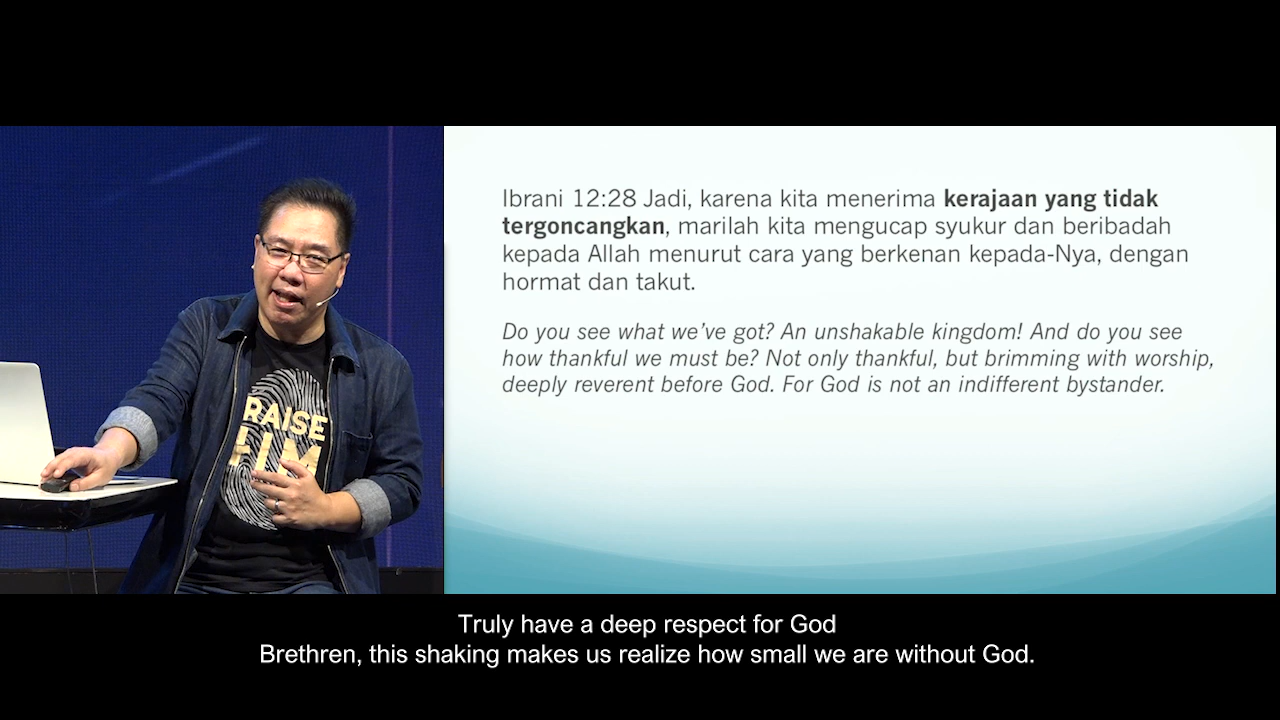 RAISE
HIM
Ibrani 12:28 Jadi, karena kita menerima kerajaan yang tidak
tergoncangkan, marilah kita mengucap syukur dan beribadah
kepada Allah menurut cara yang berkenan kepada-Nya, dengan
hormat dan takut.
Do you see what we've got? An unshakable kingdom! And do you see
how thankful we must be? Not only thankful, but brimming with worship,
deeply reverent before God. For God is not an indifferent bystander.
Truly have a deep respect for God
Brethren, this shaking makes us realize how small we are without God.